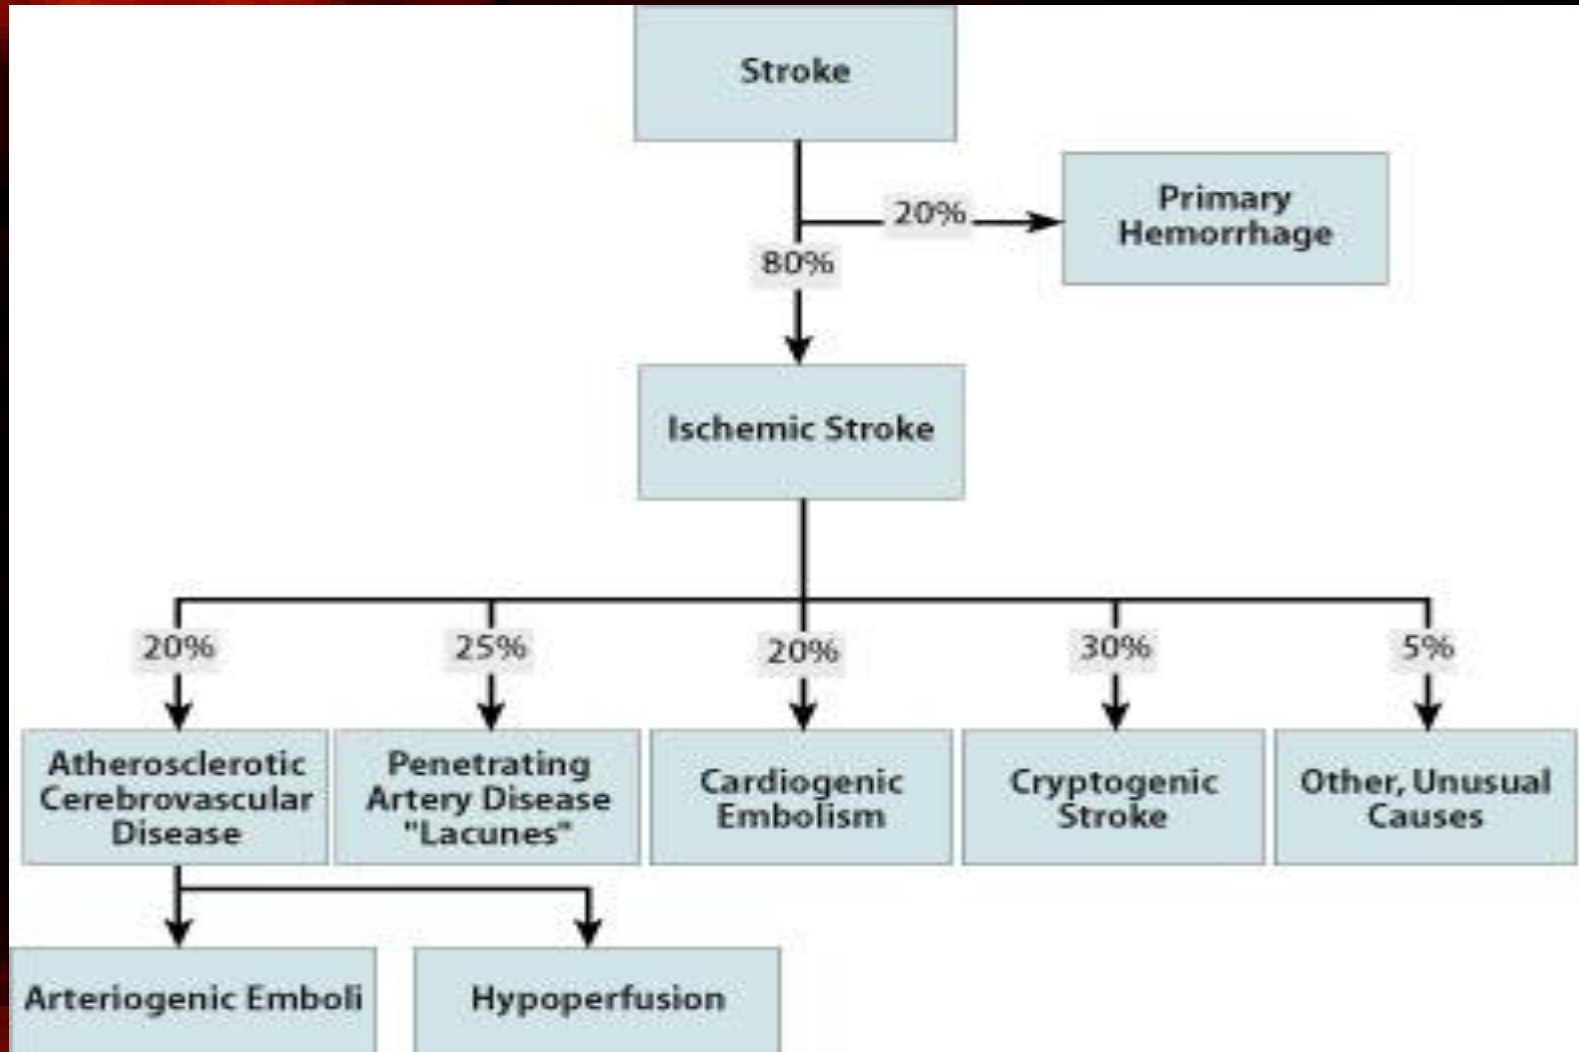 Stroke
20%
Primary
Hemorrhage
80%
Ischemic Stroke
20%
25%
20%
30%
5%
Atherosclerotic
Cerebrovascular
Disease
Penetrating
Artery Disease
"Lacunes"
Cardiogenic
Embolism
Cryptogenic
Stroke
Other, Unusual
Causes
Arteriogenic Emboli
Hypoperfusion